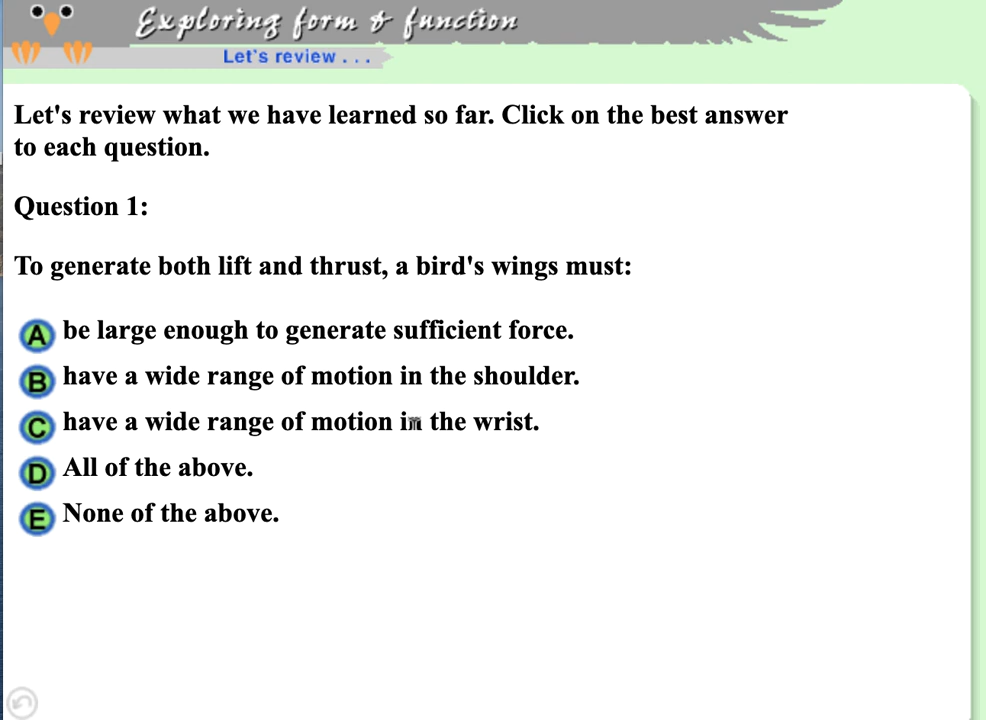 Exploring form & function
Let's review . . .
Let's review what we have learned so far. Click on the best answer
to each question.
Question 1:
To generate both lift and thrust, a bird's wings must:
A be large enough to generate sufficient force.
B have a wide range of motion in the shoulder.
C have a wide range of motion in the wrist.
D All of the above.
E None of the above.